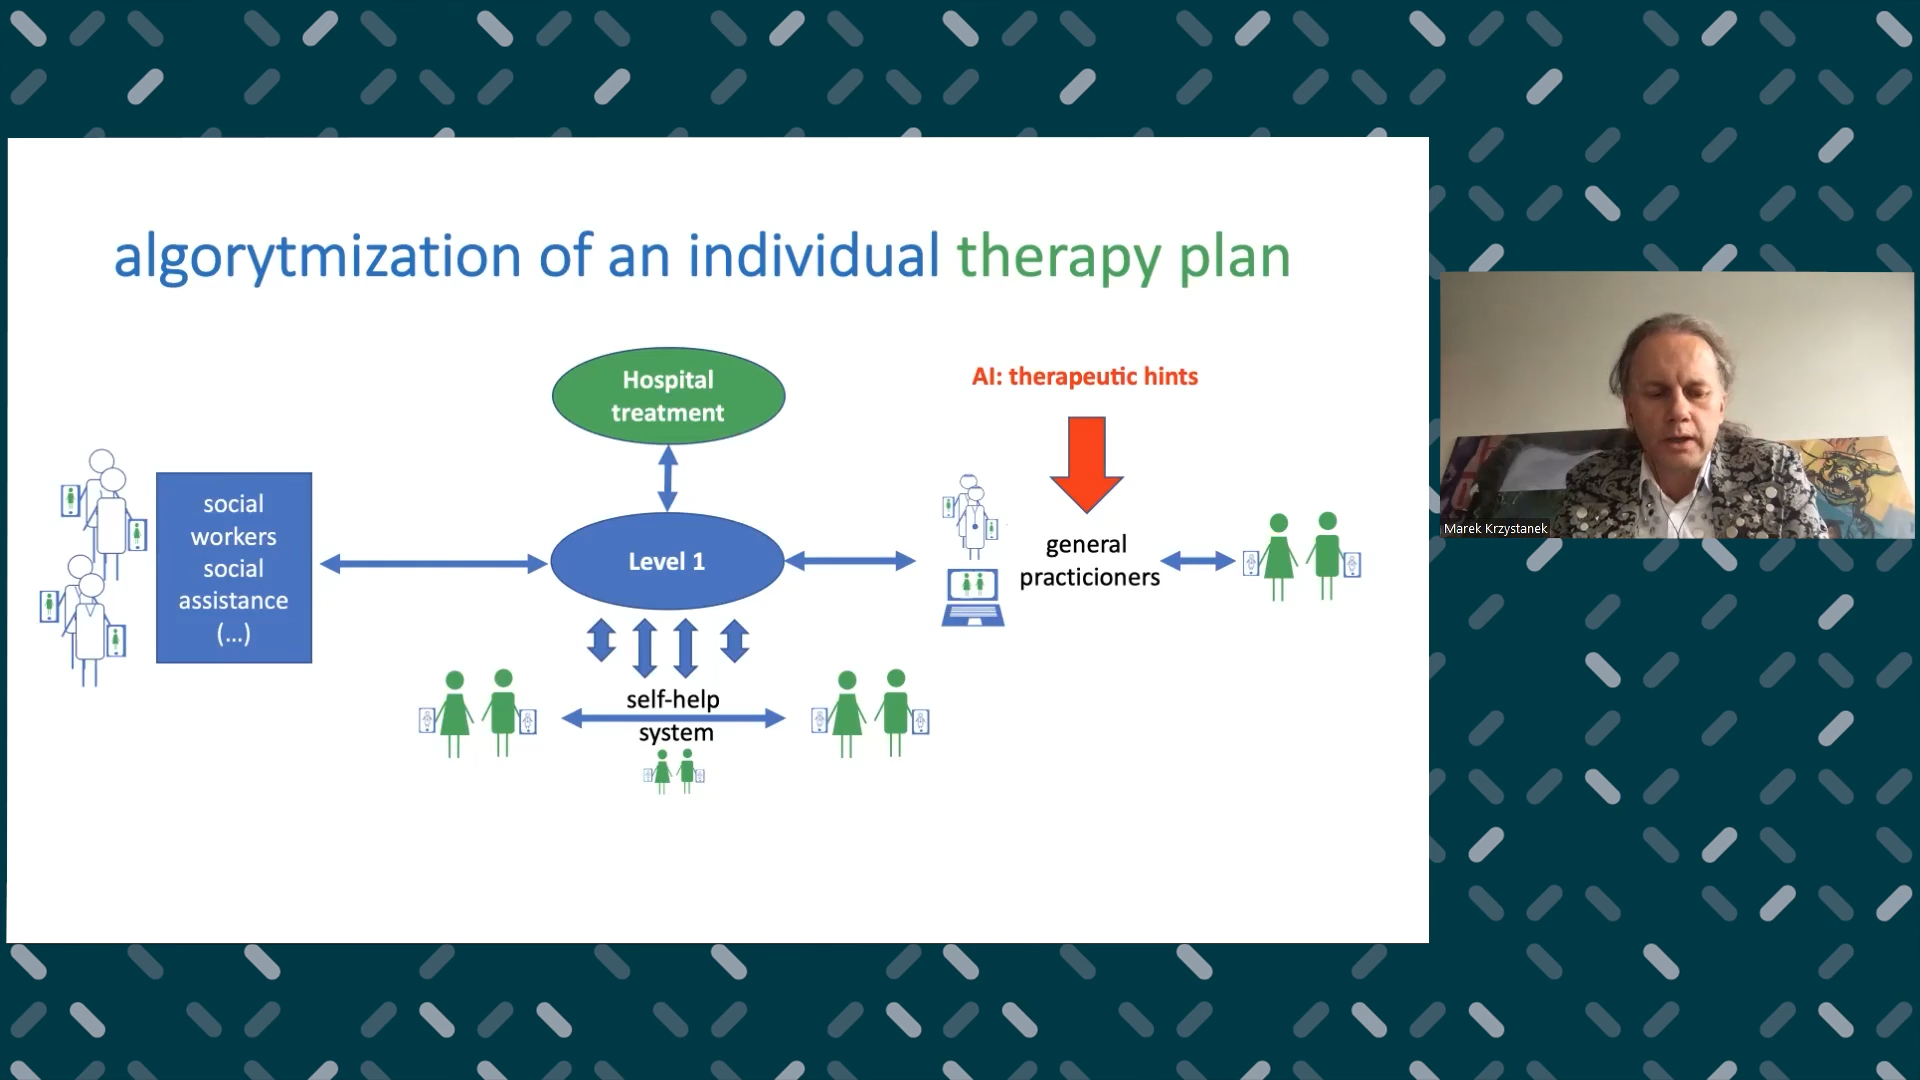 algorytmization of an individual therapy plan
Hospital
treatment
AI: therapeutic hints
social
workers
social
assistance
(...)
Level 1
general
practicioners
self-help
system
Marek Krzystanek